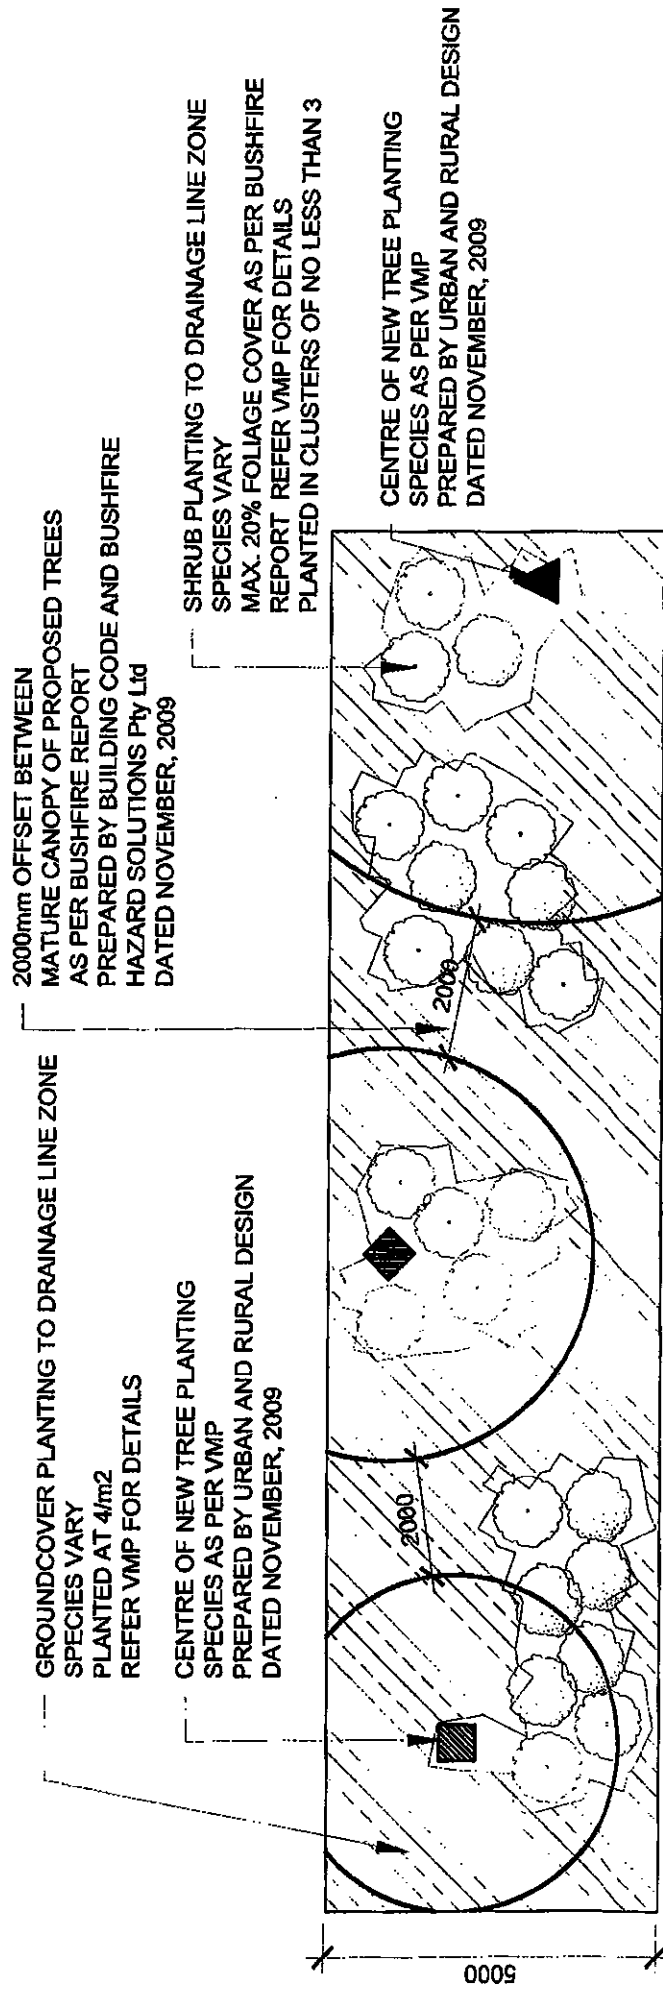 2000mm OFFSET BETWEEN
MATURE CANOPY OF PROPOSED TREES
AS PER BUSHFIRE REPORT
PREPARED BY BUILDING CODE AND BUSHFIRE
HAZARD SOLUTIONS Pty Ltd
DATED NOVEMBER, 2009
GROUNDCOVER PLANTING TO DRAINAGE LINE ZONE
SPECIES VARY
PLANTED AT 4/m2
REFER VMP FOR DETAILS
CENTRE OF NEW TREE PLANTING
SPECIES AS PER VMP
PREPARED BY URBAN AND RURAL DESIGN
DATED NOVEMBER, 2009
SHRUB PLANTING TO DRAINAGE LINE ZONE
SPECIES VARY
MAX. 20% FOLIAGE COVER AS PER BUSHFIRE
REPORT REFER VMP FOR DETAILS
PLANTED IN CLUSTERS OF NO LESS THAN 3
CENTRE OF NEW TREE PLANTING
SPECIES AS PER VMP
PREPARED BY URBAN AND RURAL DESIGN
DATED NOVEMBER, 2009
2000
2000
5000